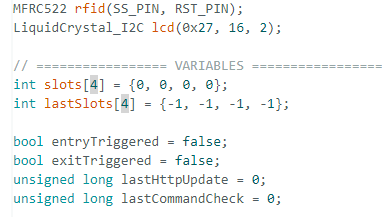 MFRC522 rfid(SS_PIN, RST_PIN);
LiquidCrystal_I2C lcd(0x27, 16, 2);
// ================= VARIABLES =================
int slots[4] = {0, 0, 0, 0};
int lastSlots[4] = {-1, -1, -1, -1};
bool entryTriggered = false;
bool exitTriggered = false;
unsigned long lastHttpUpdate = 0;
unsigned long lastCommandCheck = 0;